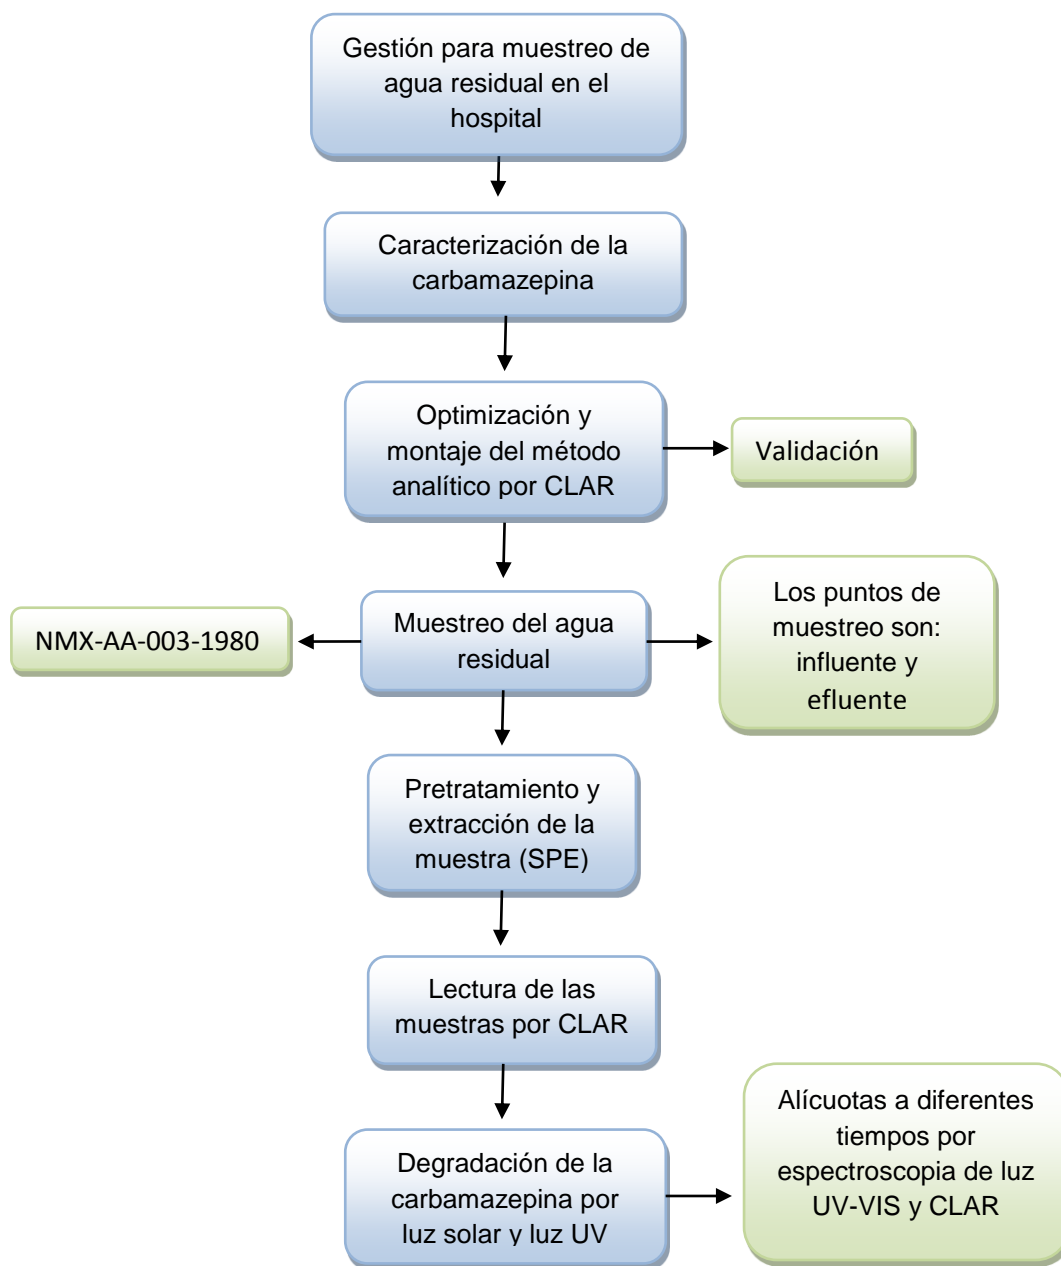 Gestión para muestreo de
agua residual en el
hospital
Caracterización de la
carbamazepina
Optimización y
montaje del método
analítico por CLAR
Validación
Muestreo del agua
residual
NMX-AA-003-1980
Los puntos de
muestreo son:
influente y
efluente
Pretratamiento y
extracción de la
muestra (SPE)
Lectura de las
muestras por CLAR
Degradación de la
carbamazepina por
luz solar y luz UV
Alícuotas a diferentes
tiempos por
espectroscopia de luz
UV-VIS y CLAR